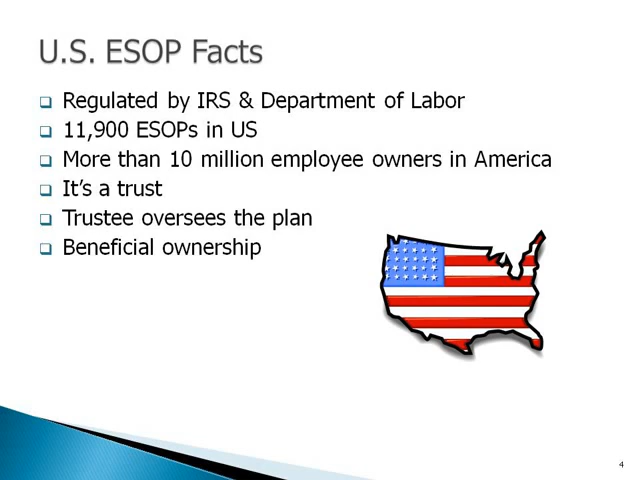 U.S. ESOP Facts
Regulated by IRS & Department of Labor
11,900 ESOPs in US
More than 10 million employee owners in America
It’s a trust
Trustee oversees the plan
Beneficial ownership
4